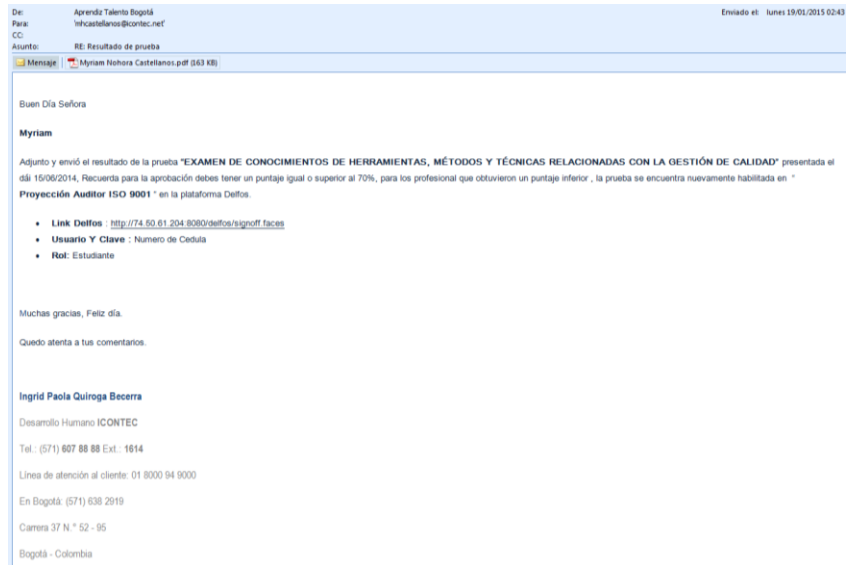 De: Aprendiz Talento Bogotá Enviado el: lunes 19/01/2015 02:43
Para: 'mhcastellanos@icontec.net'
CC:
Asunto: RE: Resultado de prueba
Mensaje Myriam Nohora Castellanos.pdf (163 KB)
Buen Día Señora
Myriam
Adjunto y envió el resultado de la prueba "EXAMEN DE CONOCIMIENTOS DE HERRAMIENTAS, MÉTODOS Y TÉCNICAS RELACIONADAS CON LA GESTIÓN DE CALIDAD" presentada el
dái 16/06/2014, Recuerda para la aprobación debes tener un puntaje igual o superior al 70%, para los profesional que obtuvieron un puntaje inferior , la prueba se encuentra nuevamente habilitada en "
Proyección Auditor ISO 9001 " en la plataforma Delfos.
• Link Delfos : http://74.50.61.204:8080/delfos/signoff.faces
• Usuario Y Clave : Numero de Cedula
• Rol: Estudiante
Muchas gracias, Feliz día.
Quedo atenta a tus comentarios.
Ingrid Paola Quiroga Becerra
Desarrollo Humano ICONTEC
Tel.: (571) 607 88 88 Ext.: 1614
Línea de atención al cliente: 01 8000 94 9000
En Bogotá: (571) 638 2919
Carrera 37 N.° 52 - 95
Bogotá - Colombia